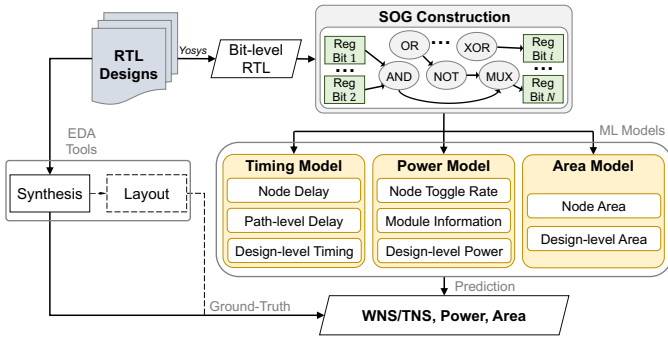 SOG Construction
RTL
Designs
Yosys
Bit-level
RTL
Reg
Bit 1
...
Reg
Bit 2
OR
...
XOR
AND
NOT
MUX
Reg
Bit i
...
Reg
Bit N
EDA
Tools
ML Models
Synthesis
Layout
Timing Model
Node Delay
Path-level Delay
Design-level Timing
Power Model
Node Toggle Rate
Module Information
Design-level Power
Area Model
Node Area
Design-level Area
Prediction
Ground-Truth
WNS/TNS, Power, Area